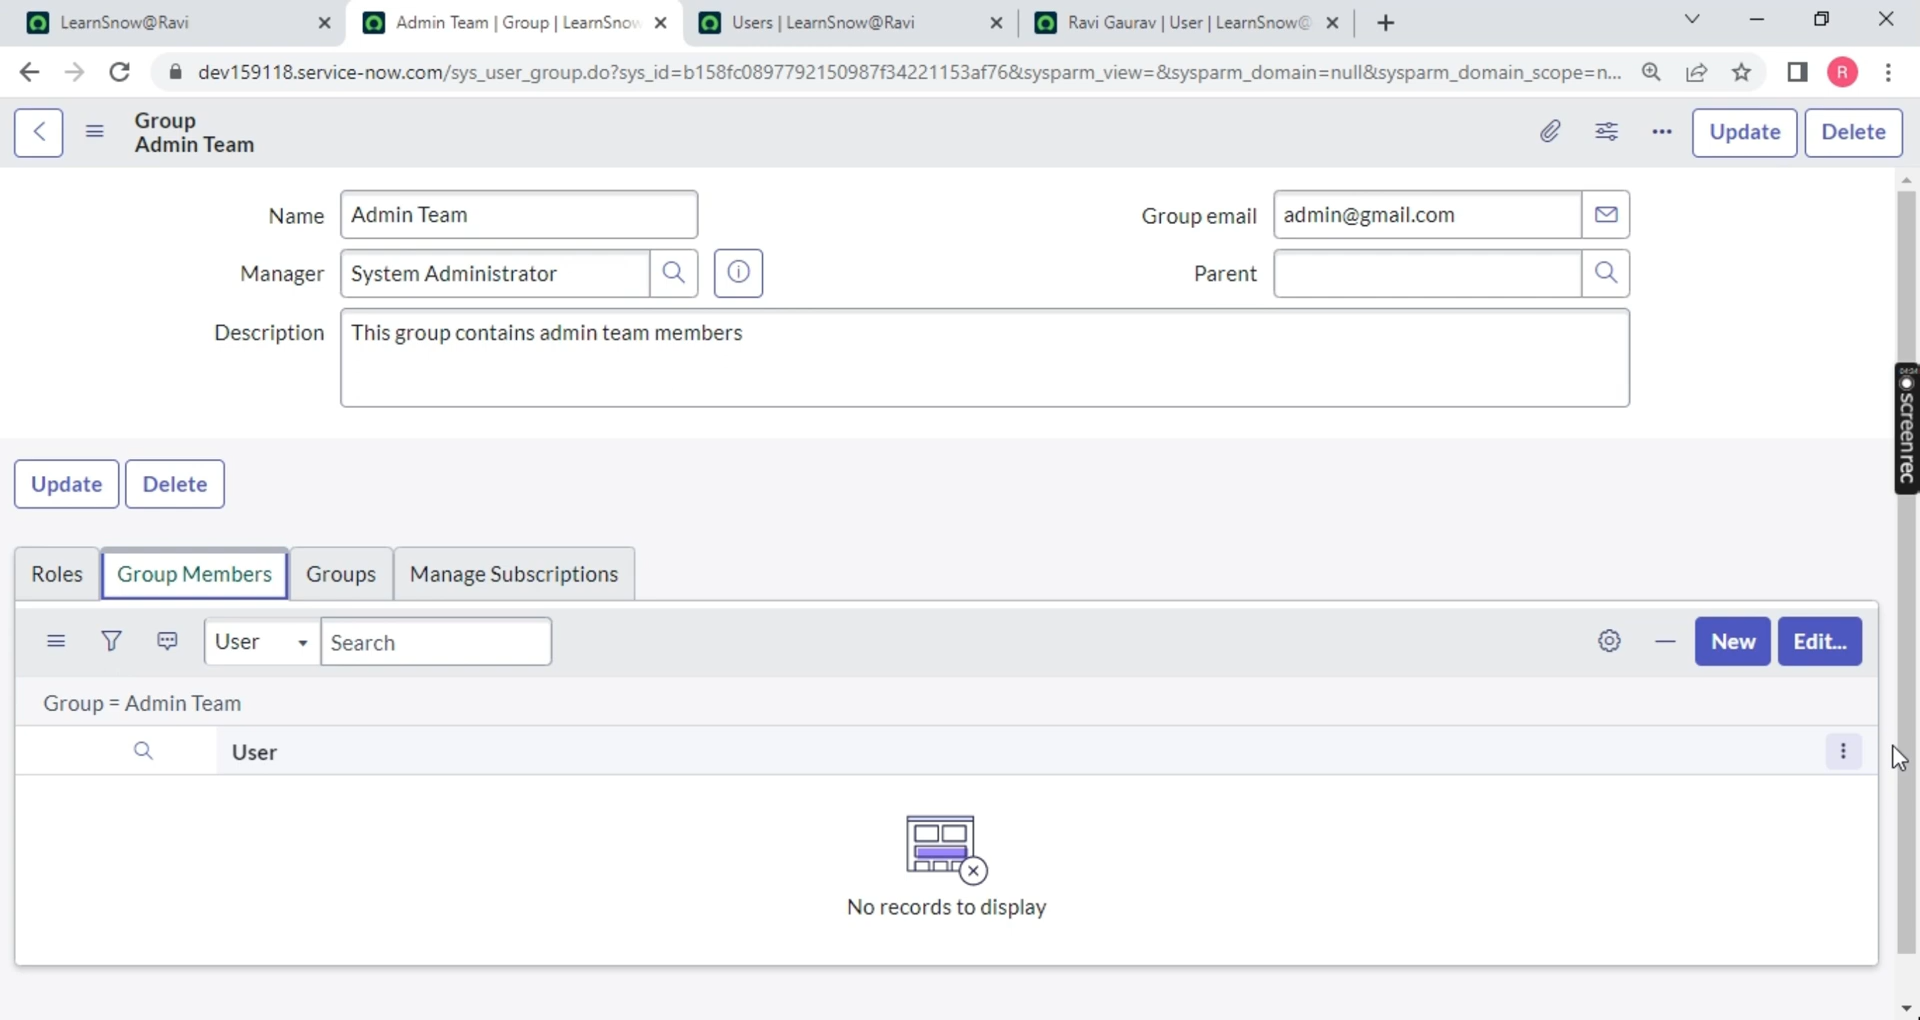 LearnSnow@Ravi
Admin Team | Group | LearnSnow
Users | LearnSnow@Ravi
Ravi Gaurav | User | LearnSnow@
dev159118.service-now.com/sys_user_group.do?sys_id=b158fc0897792150987f34221153af76&sysparm_view=&sysparm_domain=null&sysparm_domain_scope=n...
R
Group
Admin Team
Update
Delete
Name
Admin Team
Group email
admin@gmail.com
Manager
System Administrator
Parent
Description
This group contains admin team members
Update
Delete
Roles
Group Members
Groups
Manage Subscriptions
User
Search
New
Edit...
Group = Admin Team
User
No records to display
screenrec